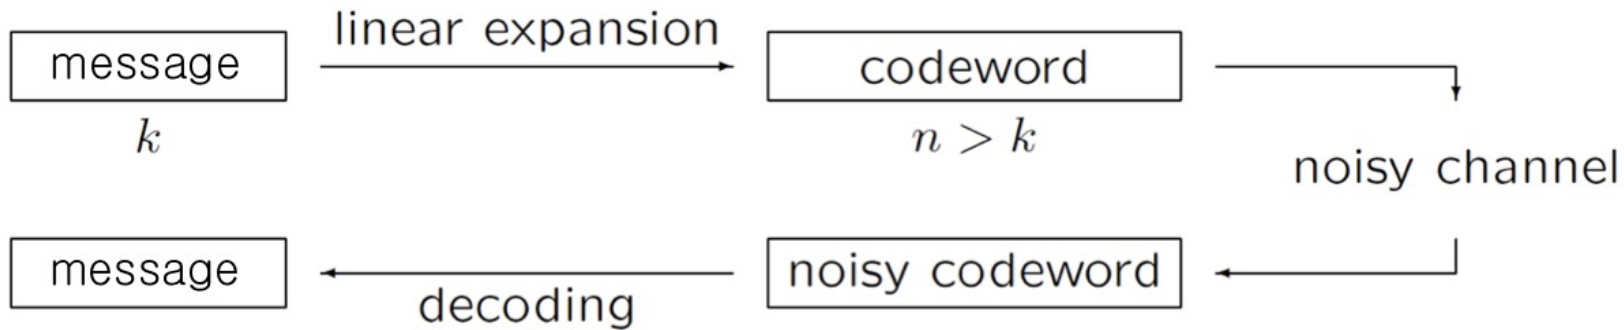 linear expansion
message
codeword
k
n > k
noisy channel
message
noisy codeword
decoding